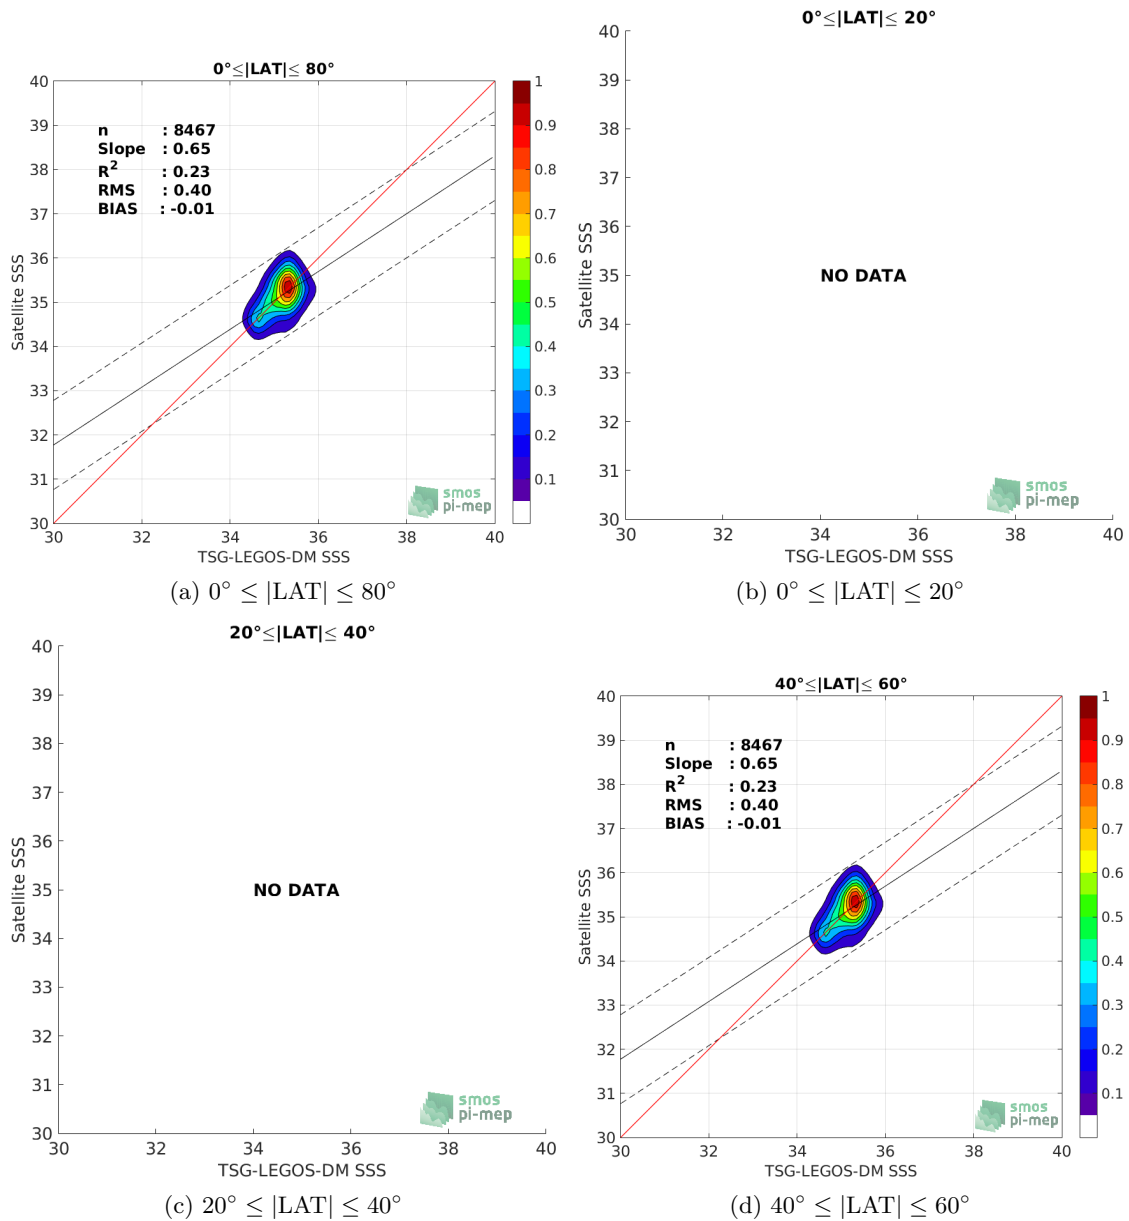 0°≤|LAT|≤ 80°
40
39
38
37
36
35
34
33
32
31
30
Satellite SSS
n : 8467
Slope : 0.65
R² : 0.23
RMS : 0.40
BIAS : -0.01
smos
pi-mep
30 32 34 36 38 40
TSG-LEGOS-DM SSS
1
0.9
0.8
0.7
0.6
0.5
0.4
0.3
0.2
0.1
(a) 0° ≤ |LAT| ≤ 80°
0°≤|LAT|≤ 20°
40
39
38
37
36
35
34
33
32
31
30
Satellite SSS
NO DATA
smos
pi-mep
30 32 34 36 38 40
TSG-LEGOS-DM SSS
(b) 0° ≤ |LAT| ≤ 20°
20°≤|LAT|≤ 40°
40
39
38
37
36
35
34
33
32
31
30
Satellite SSS
NO DATA
smos
pi-mep
30 32 34 36 38 40
TSG-LEGOS-DM SSS
(c) 20° ≤ |LAT| ≤ 40°
40°≤|LAT|≤ 60°
40
39
38
37
36
35
34
33
32
31
30
Satellite SSS
n : 8467
Slope : 0.65
R² : 0.23
RMS : 0.40
BIAS : -0.01
smos
pi-mep
30 32 34 36 38 40
TSG-LEGOS-DM SSS
1
0.9
0.8
0.7
0.6
0.5
0.4
0.3
0.2
0.1
(d) 40° ≤ |LAT| ≤ 60°